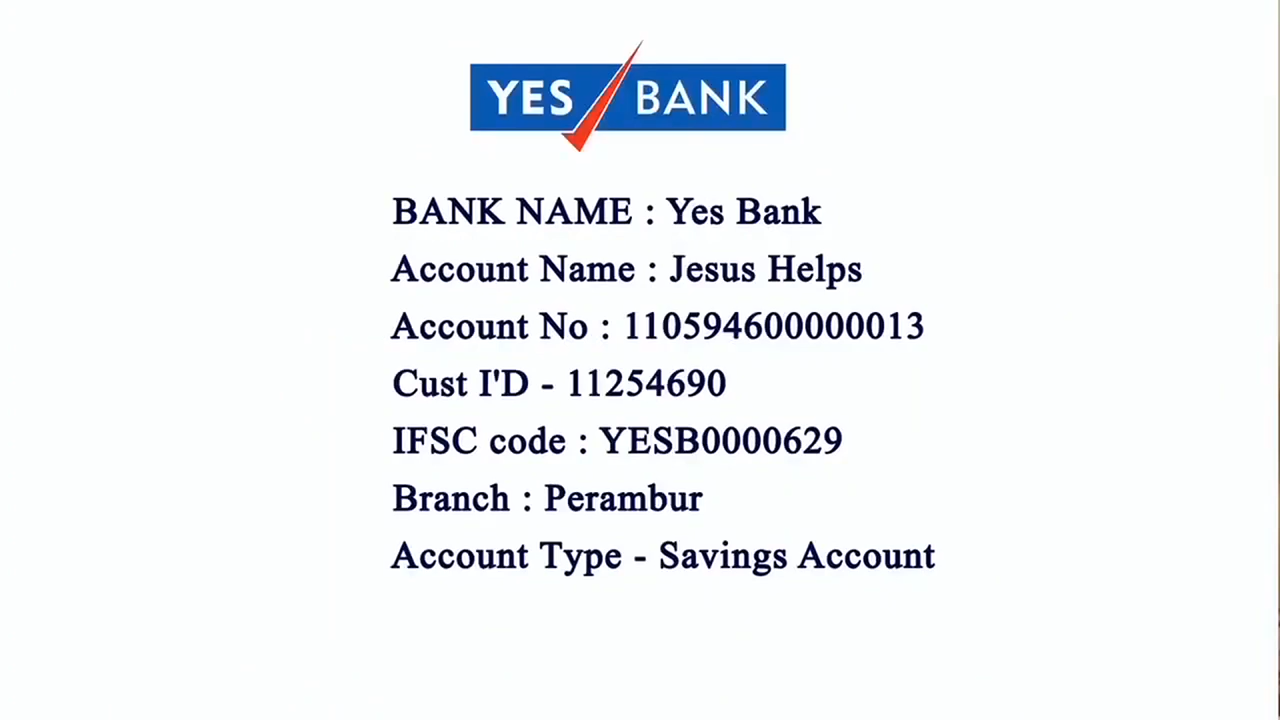 YES BANK
BANK NAME : Yes Bank
Account Name : Jesus Helps
Account No : 110594600000013
Cust I'D - 11254690
IFSC code : YESB0000629
Branch : Perambur
Account Type - Savings Account